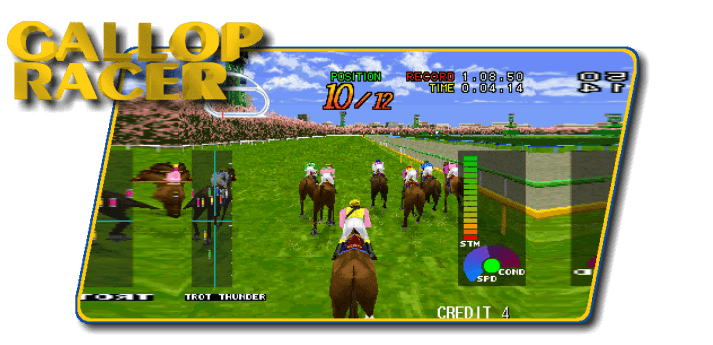 GALLOP
RACER
POSITION
10/12
RECORD 1.08.50
TIME 0.04.14
STM
COND
SPD
TROT THUNDER
CREDIT 4